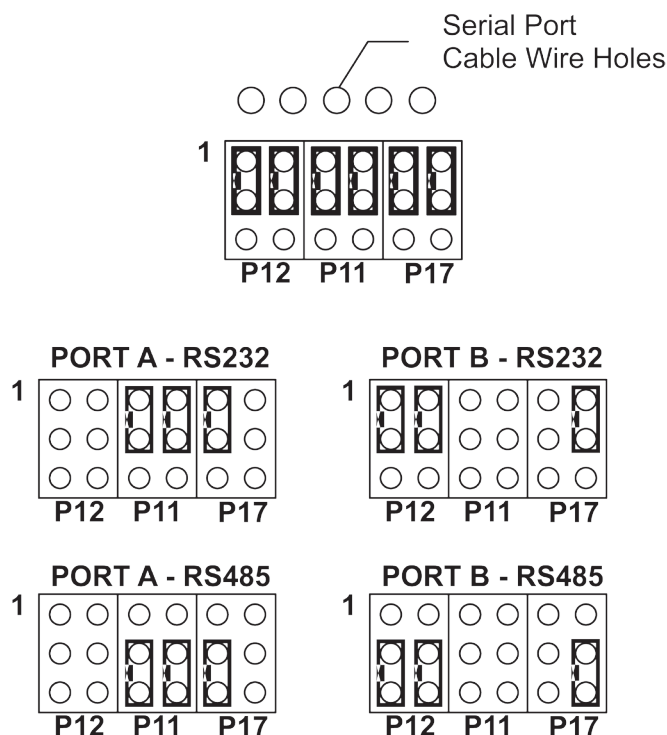 Serial Port
Cable Wire Holes
1
P12 P11 P17
PORT A - RS232
1
P12 P11 P17
PORT B - RS232
1
P12 P11 P17
PORT A - RS485
1
P12 P11 P17
PORT B - RS485
1
P12 P11 P17